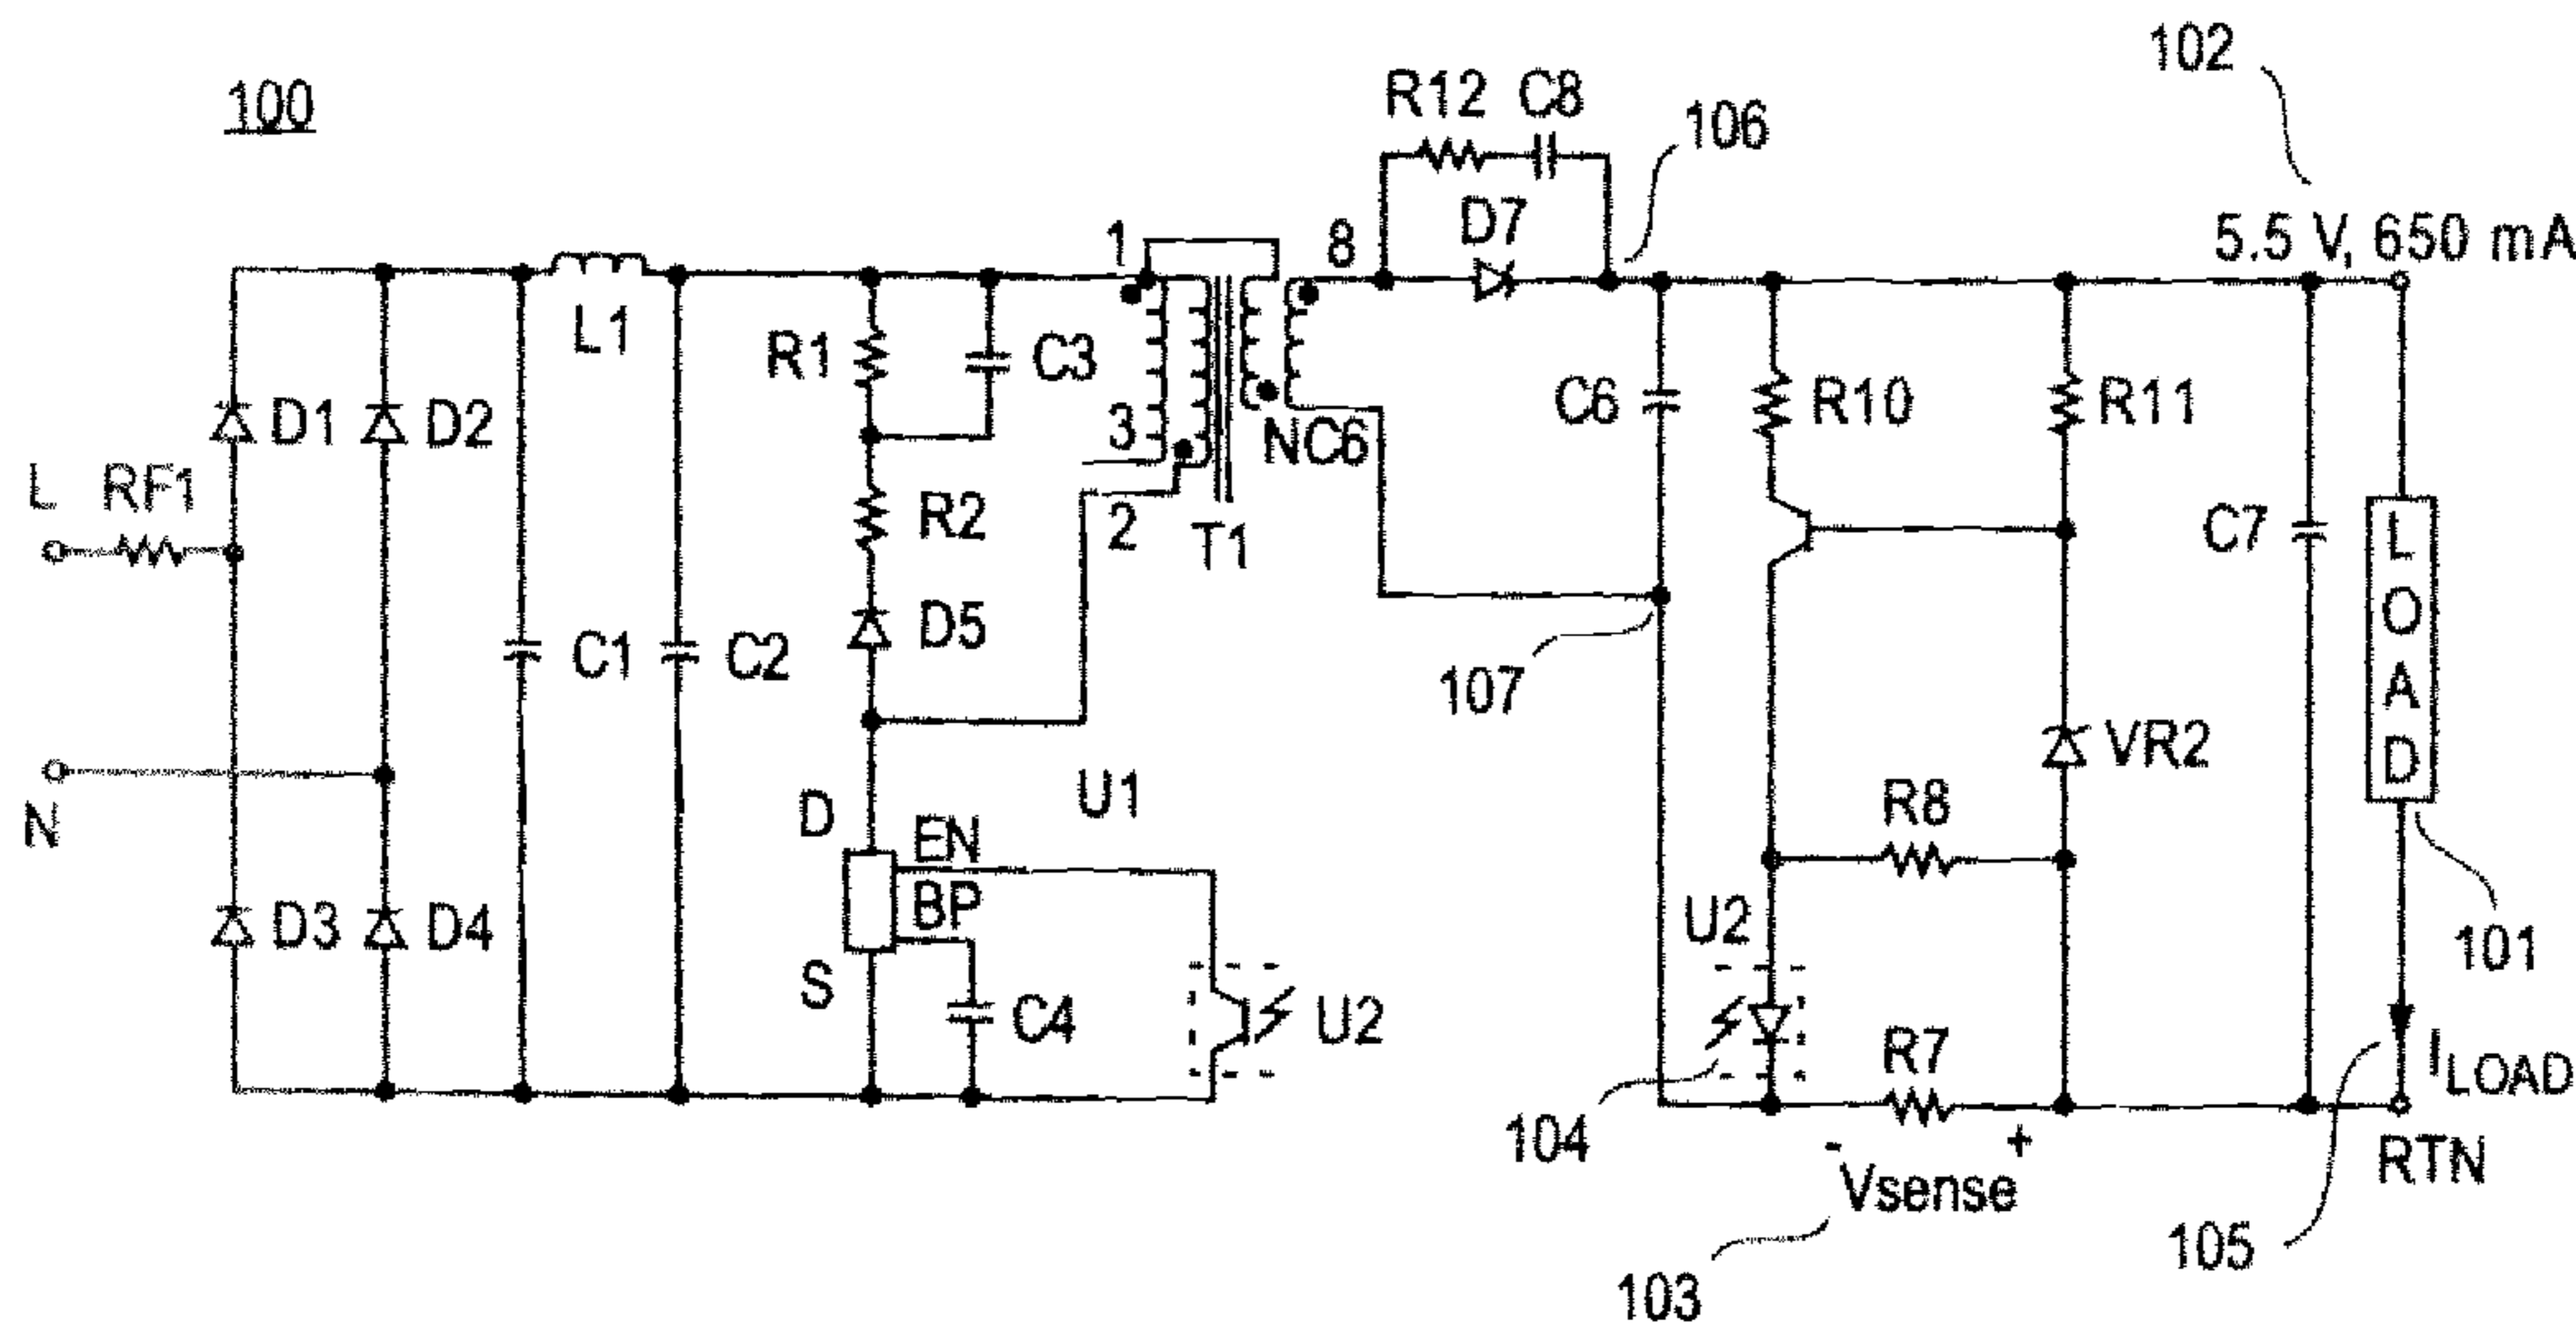 100
102
R12 C8
106
D7
8
1
5.5 V, 650 mA
L1
R1
C3
C6
R10
R11
D1
D2
3
NC6
L RF1
R2
2
T1
C7
LOAD
D5
C1
C2
107
VR2
N
U1
D
R8
EN
BP
U2
101
D3
D4
S
C4
U2
R7
ILOAD
104
- +
Vsense
RTN
105
103